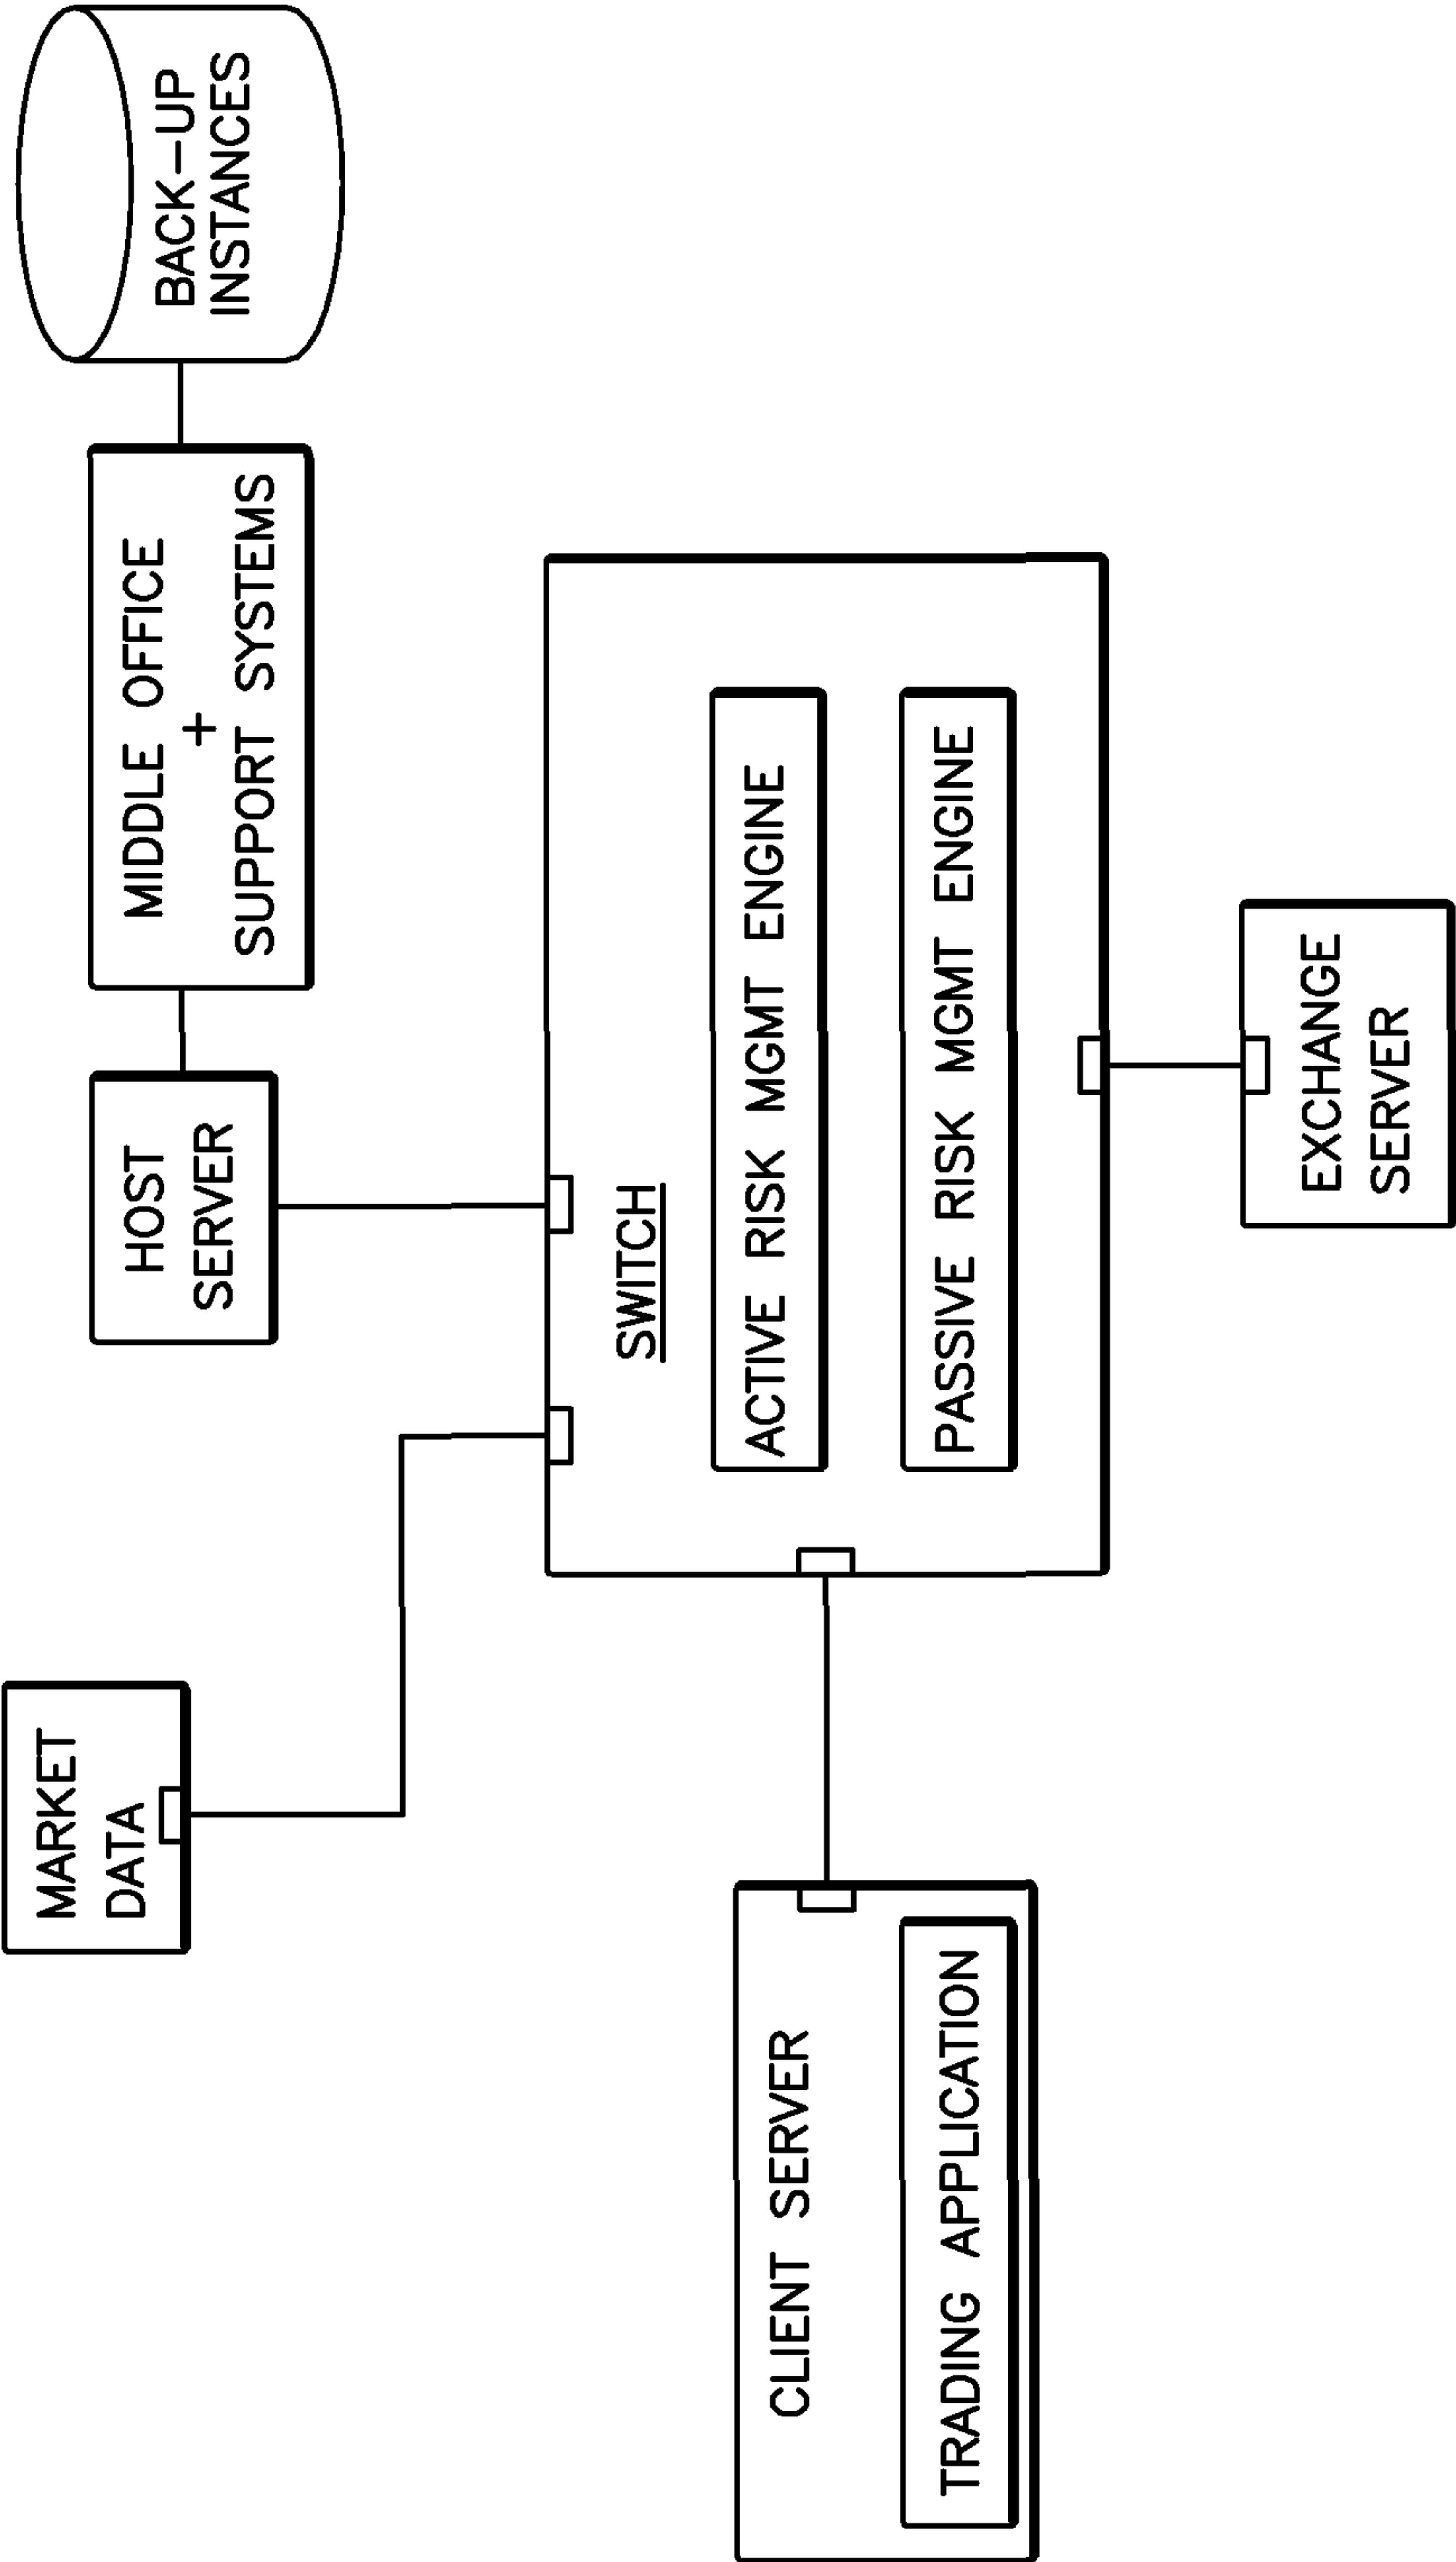 MARKET
DATA
HOST
SERVER
MIDDLE OFFICE
+
SUPPORT SYSTEMS
BACK-UP
INSTANCES
SWITCH
ACTIVE RISK MGMT ENGINE
PASSIVE RISK MGMT ENGINE
CLIENT SERVER
TRADING APPLICATION
EXCHANGE
SERVER